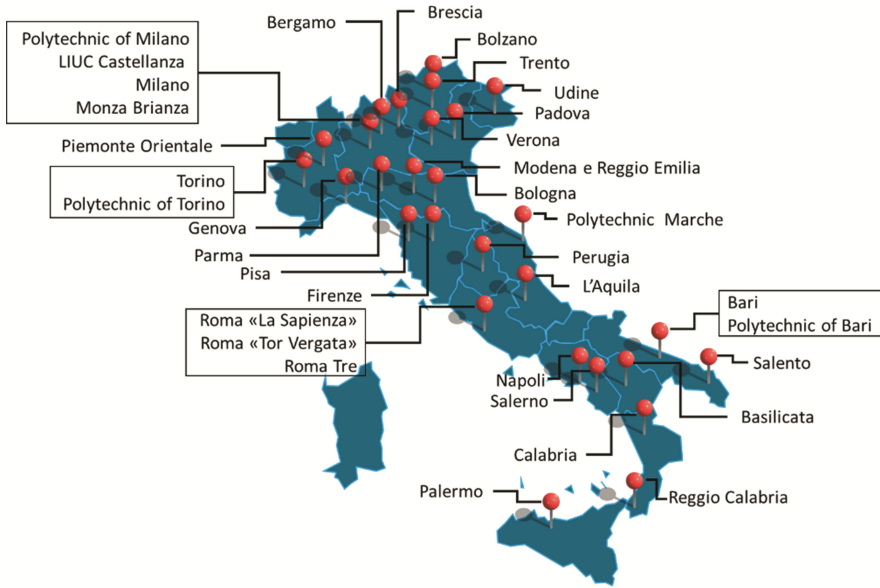 Bergamo
Brescia
Polytechnic of Milano
LIUC Castellanza
Milano
Monza Brianza
Bolzano
Trento
Udine
Padova
Verona
Piemonte Orientale
Modena e Reggio Emilia
Torino
Polytechnic of Torino
Bologna
Genova
Polytechnic Marche
Parma
Perugia
Pisa
L'Aquila
Firenze
Roma «La Sapienza»
Roma «Tor Vergata»
Roma Tre
Bari
Polytechnic of Bari
Salento
Napoli
Salerno
Basilicata
Calabria
Palermo
Reggio Calabria